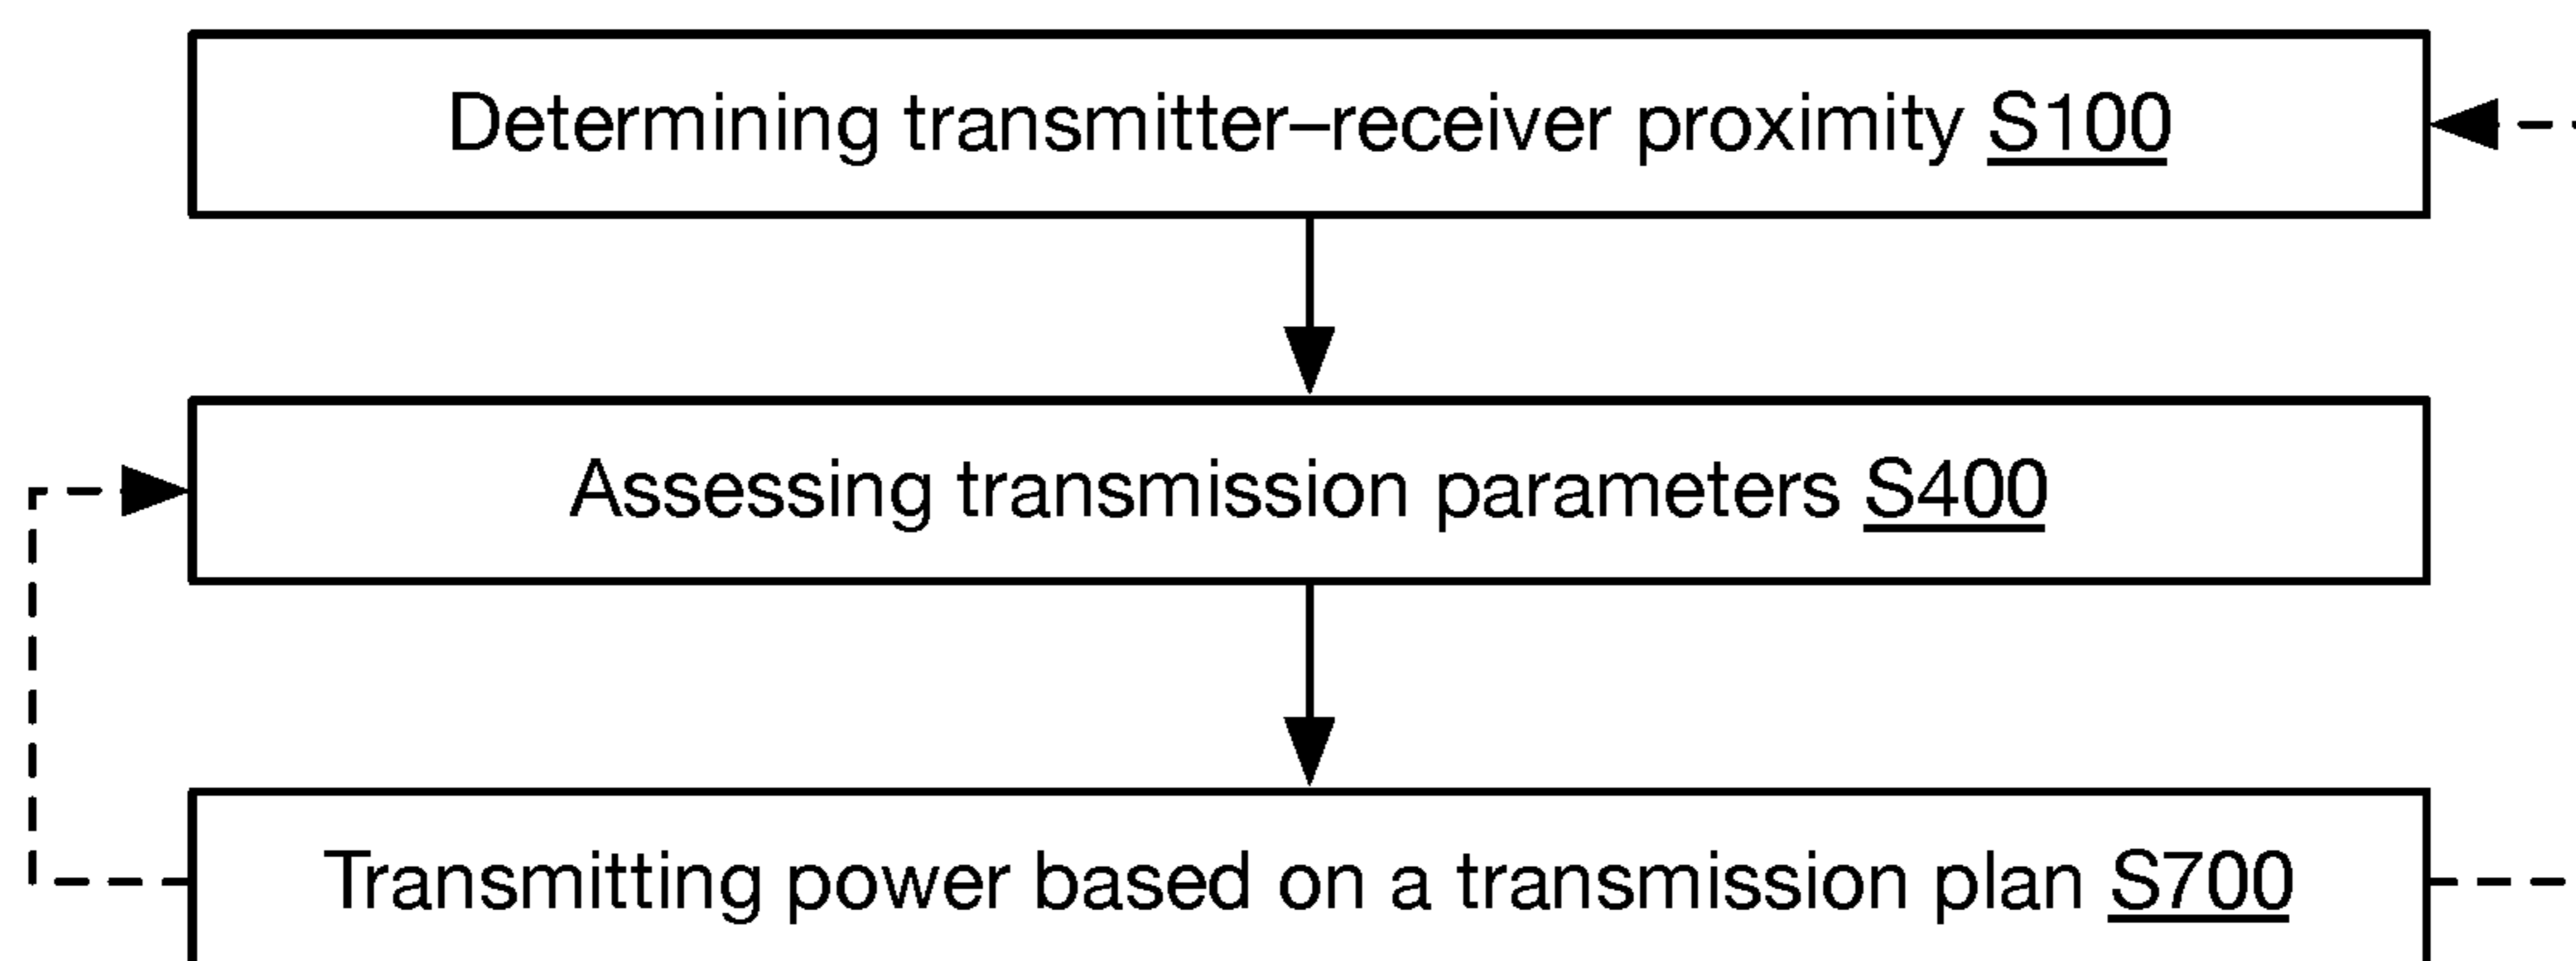 Determining transmitter–receiver proximity S100
Assessing transmission parameters S400
Transmitting power based on a transmission plan S700